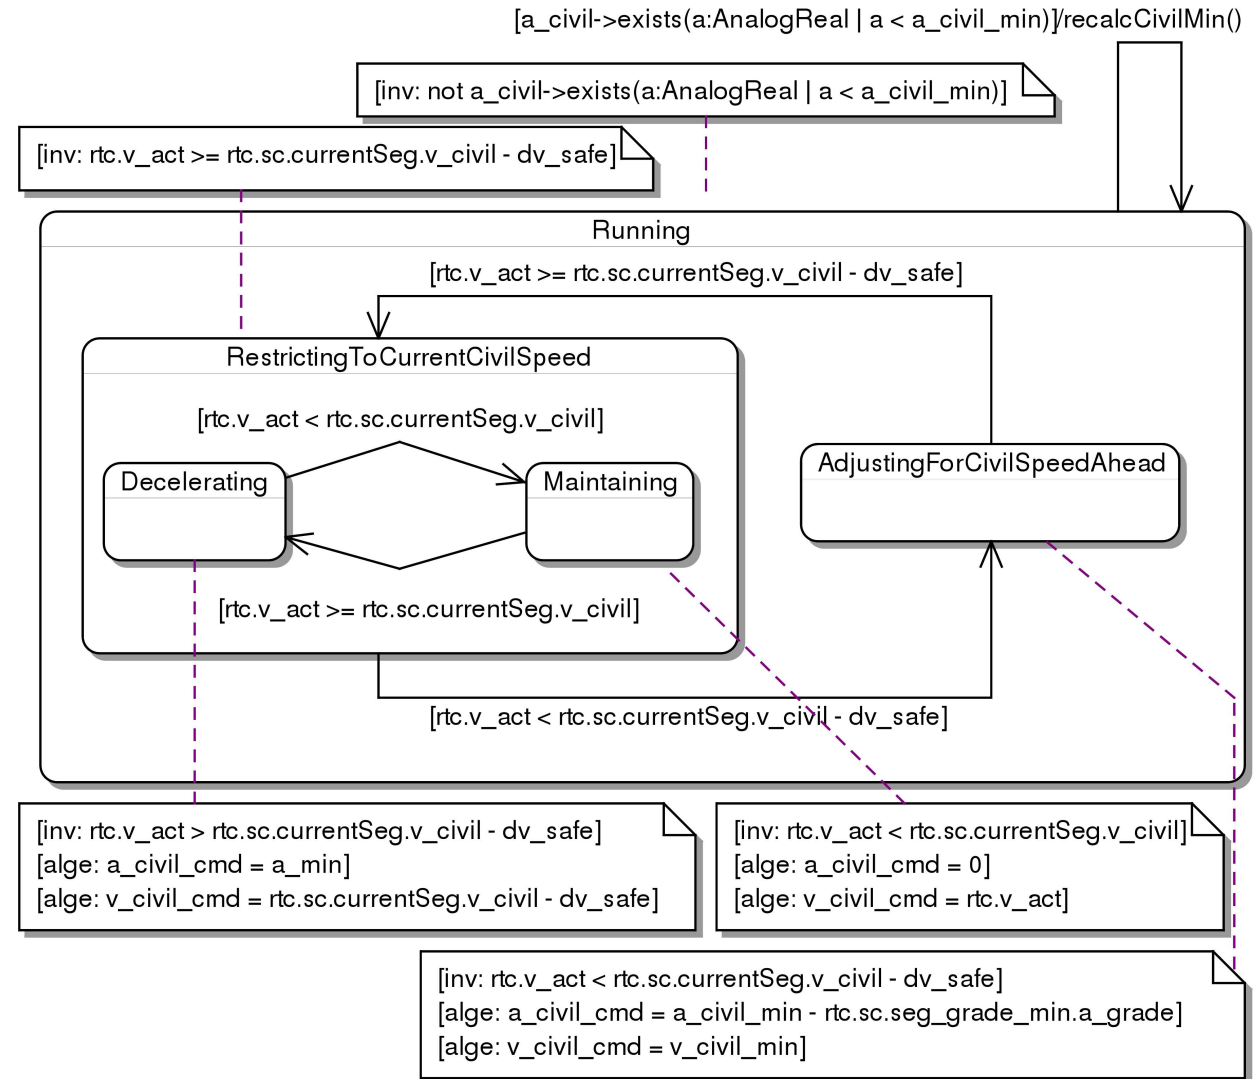 [a_civil->exists(a:AnalogReal | a < a_civil_min)]/recalcCivilMin()
[inv: not a_civil->exists(a:AnalogReal | a < a_civil_min)]
[inv: rtc.v_act >= rtc.sc.currentSeg.v_civil - dv_safe]
Running
[rtc.v_act >= rtc.sc.currentSeg.v_civil - dv_safe]
RestrictingToCurrentCivilSpeed
[rtc.v_act < rtc.sc.currentSeg.v_civil]
Decelerating
Maintaining
AdjustingForCivilSpeedAhead
[rtc.v_act >= rtc.sc.currentSeg.v_civil]
[rtc.v_act < rtc.sc.currentSeg.v_civil - dv_safe]
[inv: rtc.v_act > rtc.sc.currentSeg.v_civil - dv_safe]
[alge: a_civil_cmd = a_min]
[alge: v_civil_cmd = rtc.sc.currentSeg.v_civil - dv_safe]
[inv: rtc.v_act < rtc.sc.currentSeg.v_civil]
[alge: a_civil_cmd = 0]
[alge: v_civil_cmd = rtc.v_act]
[inv: rtc.v_act < rtc.sc.currentSeg.v_civil - dv_safe]
[alge: a_civil_cmd = a_civil_min - rtc.sc.seg_grade_min.a_grade]
[alge: v_civil_cmd = v_civil_min]